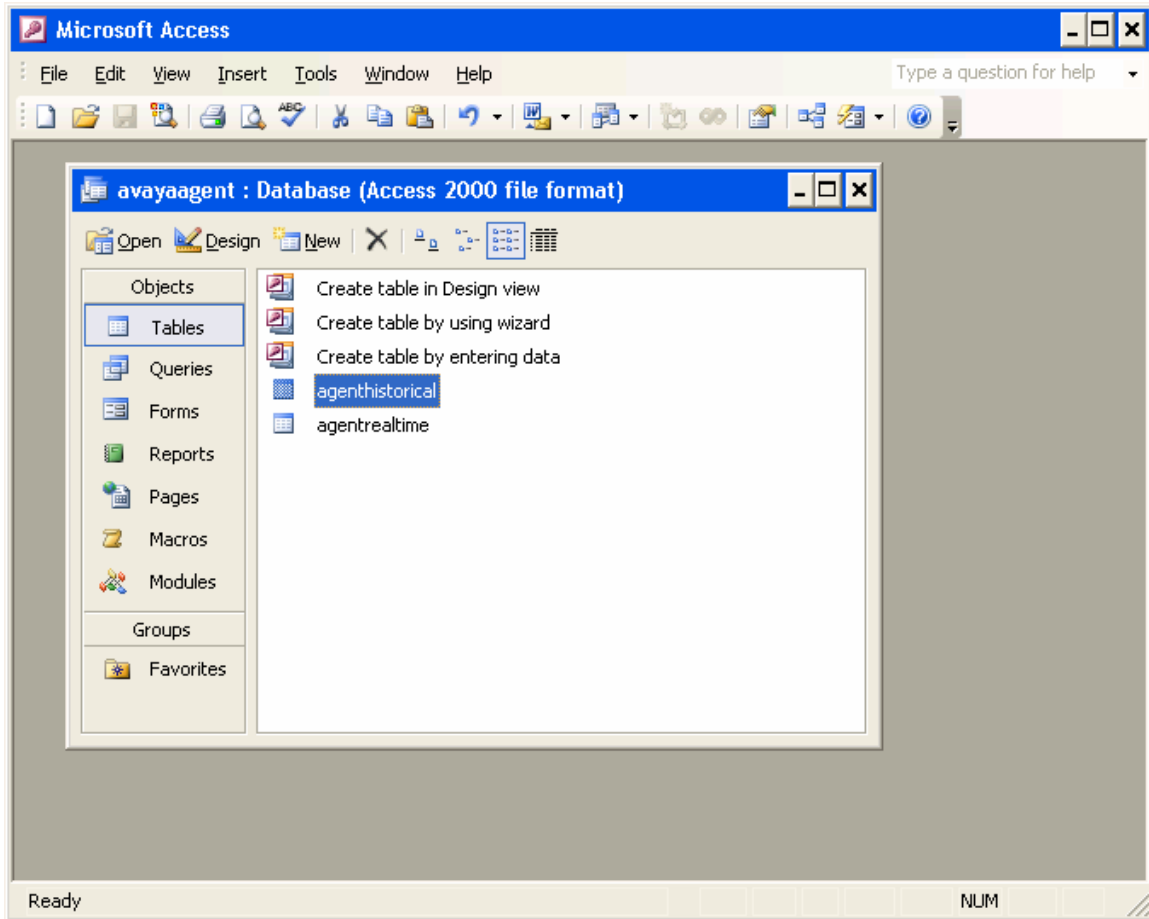 Microsoft Access
File Edit View Insert Tools Window Help Type a question for help
ABC W
avayaagent : Database (Access 2000 file format)
Open Design New
Objects
Tables
Queries
Forms
Reports
Pages
Macros
Modules
Groups
Favorites
Create table in Design view
Create table by using wizard
Create table by entering data
agenthistorical
agentrealtime
Ready NUM